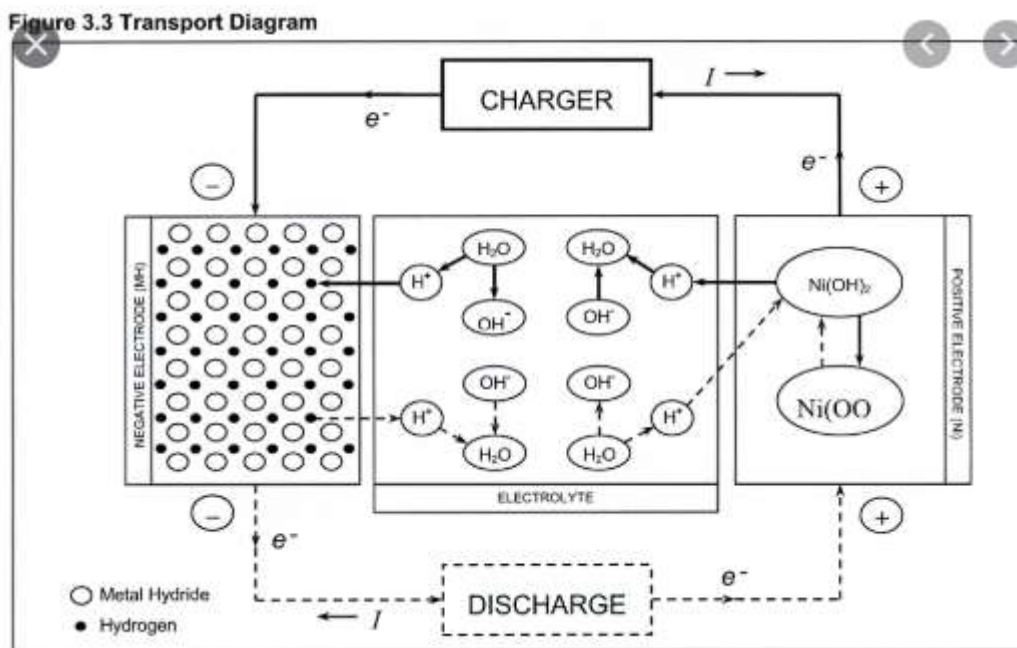 Figure 3.3 Transport Diagram
CHARGER
I
e⁻
e⁻
−
+
NEGATIVE ELECTRODE (MH)
H₂O
H₂O
H⁺
H⁺
OH⁻
OH⁻
Ni(OH)₂
POSITIVE ELECTRODE (NI)
OH⁻
OH⁻
H⁺
H⁺
Ni(OO
H₂O
H₂O
ELECTROLYTE
−
+
e⁻
e⁻
DISCHARGE
I
Metal Hydride
Hydrogen